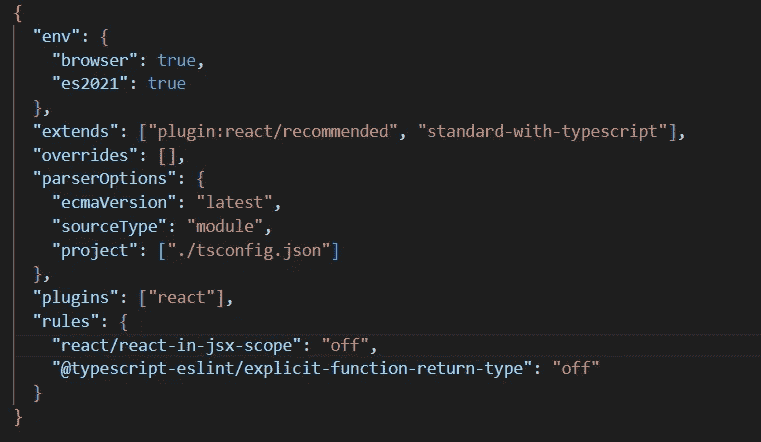 {
"env": {
"browser": true,
"es2021": true
},
"extends": ["plugin:react/recommended", "standard-with-typescript"],
"overrides": [],
"parserOptions": {
"ecmaVersion": "latest",
"sourceType": "module",
"project": ["./tsconfig.json"]
},
"plugins": ["react"],
"rules": {
"react/react-in-jsx-scope": "off",
"@typescript-eslint/explicit-function-return-type": "off"
}
}